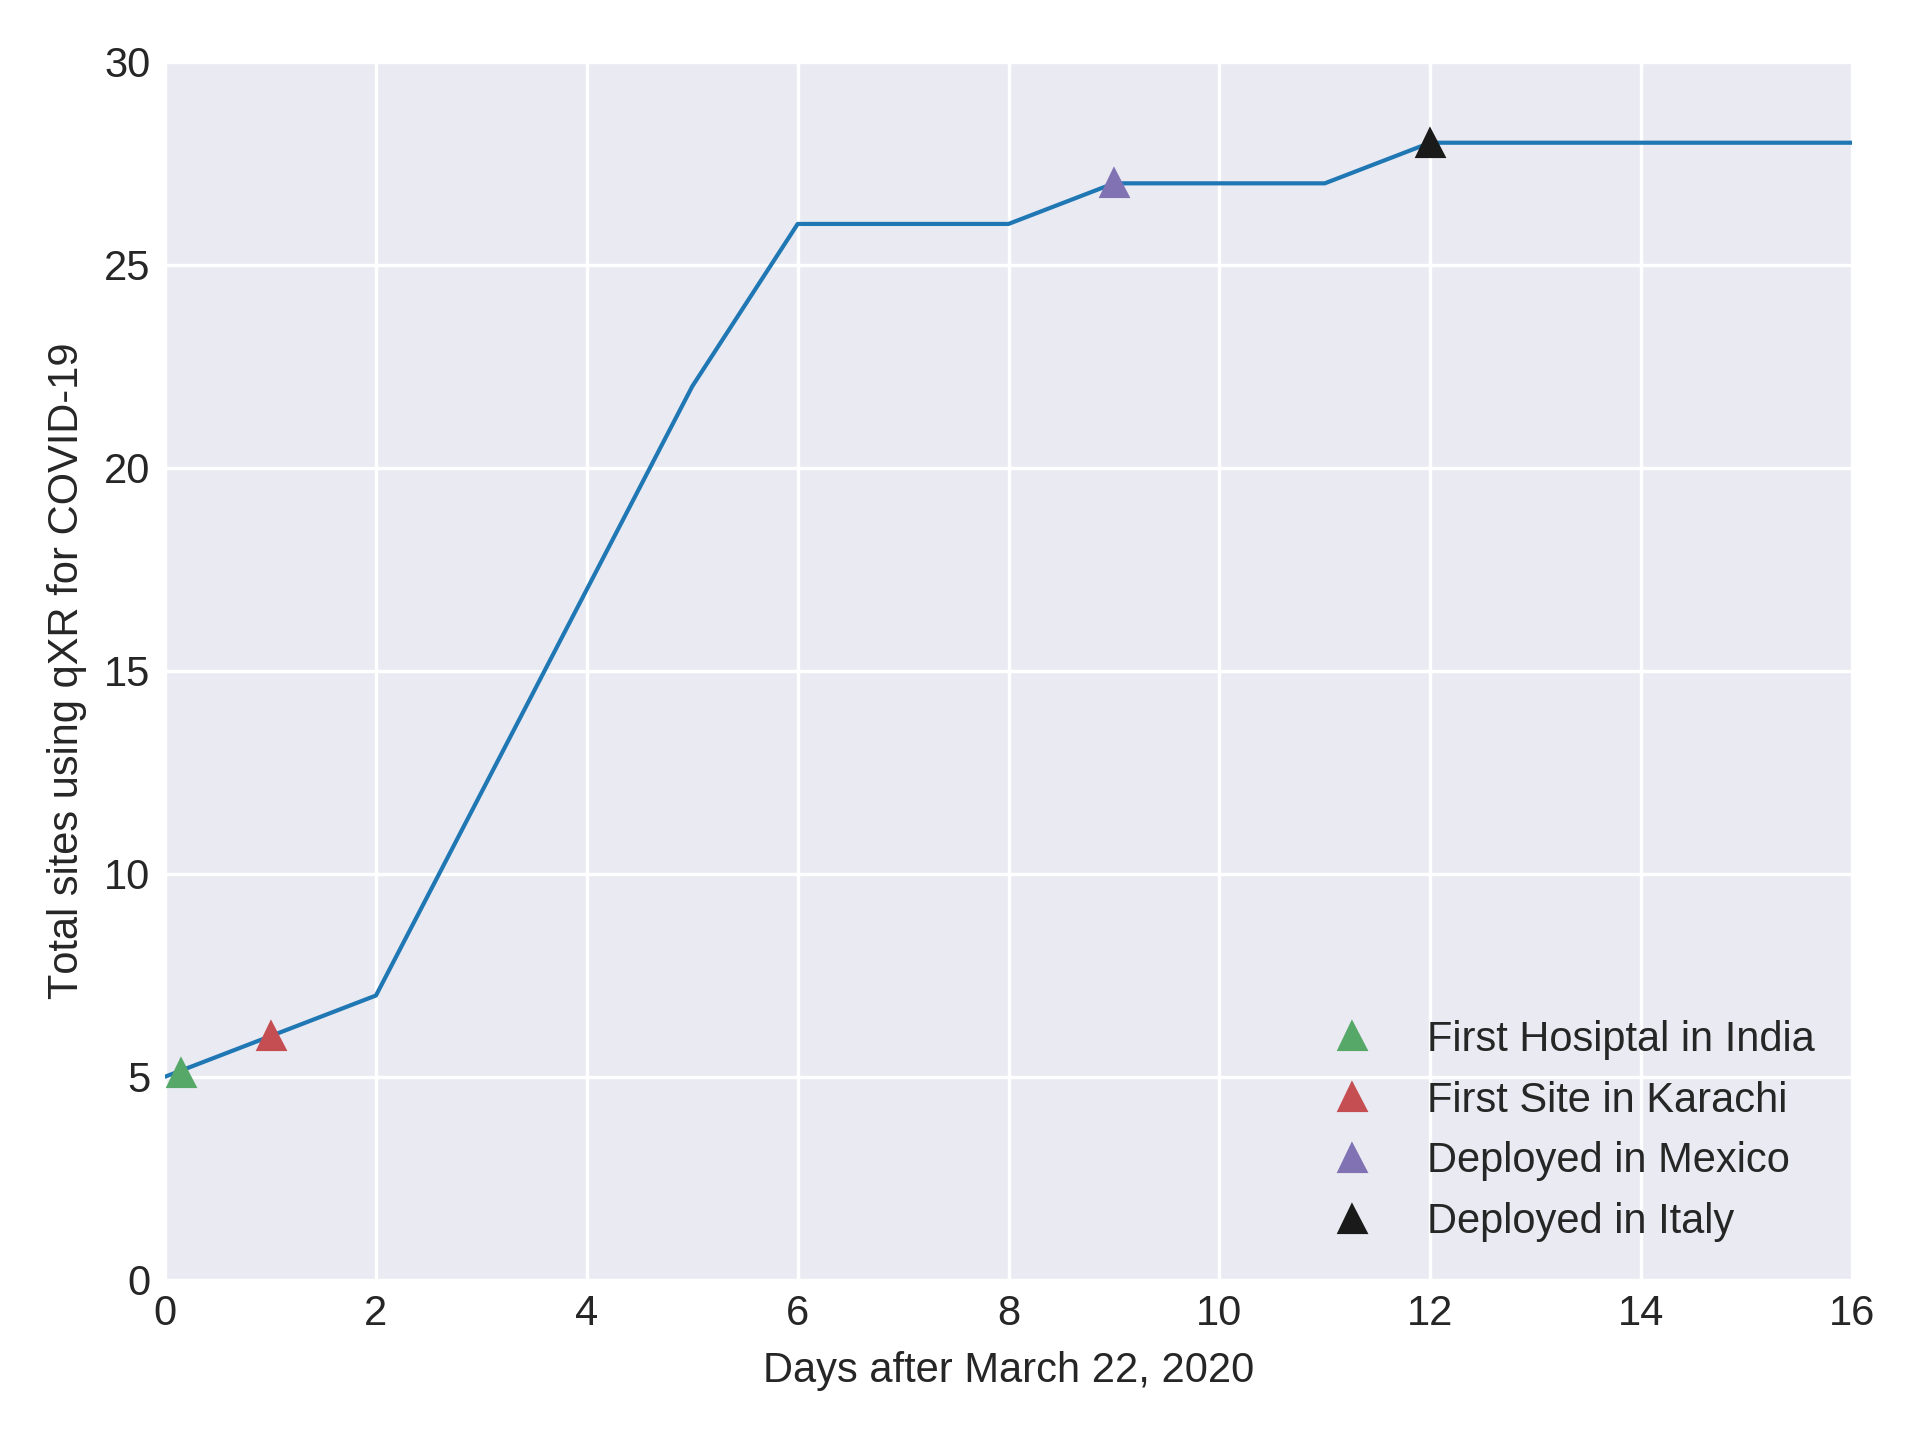 30
25
20
15
10
5
0
Total sites using qXR for COVID-19
First Hosiptal in India
First Site in Karachi
Deployed in Mexico
Deployed in Italy
0 2 4 6 8 10 12 14 16
Days after March 22, 2020